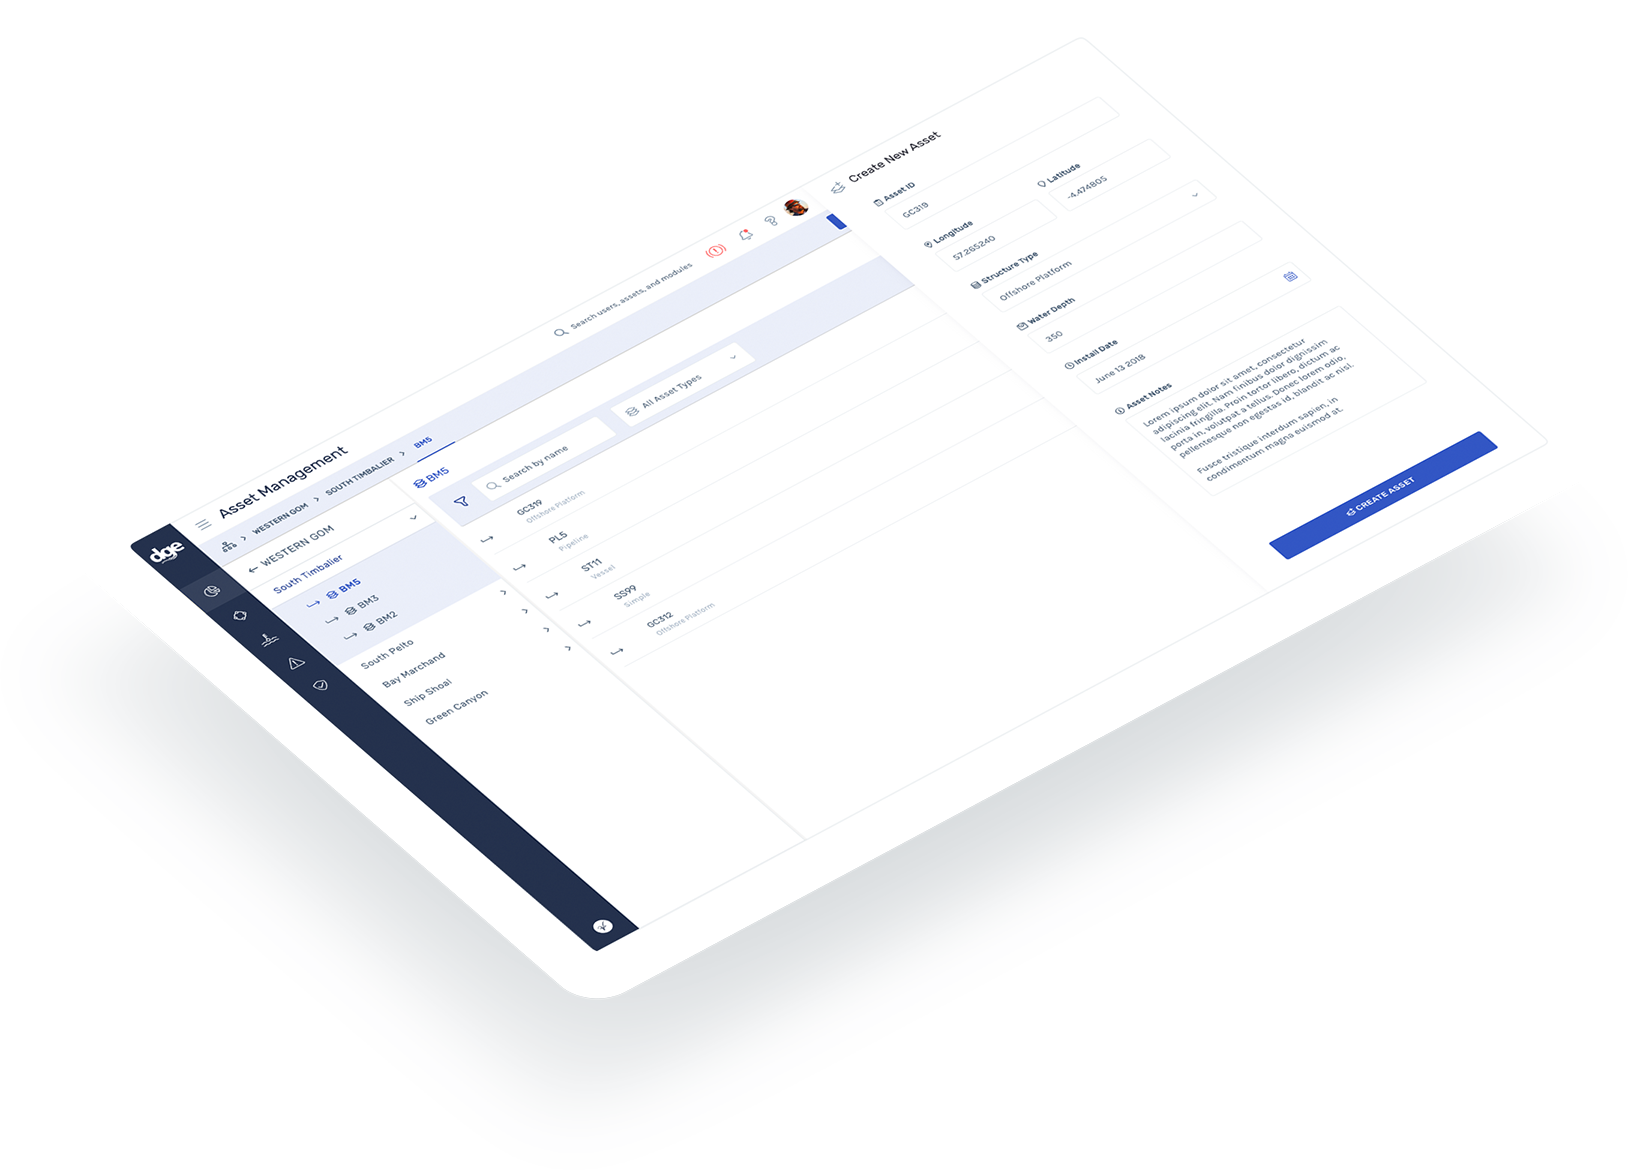 dge
Asset Management
Search users, assets, and modules
WESTERN GOM
SOUTH TIMBALIER
BM5
WESTERN GOM
South Timbalier
BM5
BM3
BM2
South Pelto
Bay Marchand
Ship Shoal
Green Canyon
BM5
Search by name
All Asset Types
GC319
Offshore Platform
PL5
Pipeline
ST11
Vessel
SS99
Simple
GC312
Offshore Platform
Create New Asset
Asset ID
GC319
Longitude
57.265240
Latitude
-4.474805
Structure Type
Offshore Platform
Water Depth
350
Install Date
June 13 2018
Asset Notes
Lorem ipsum dolor sit amet, consectetur
adipiscing elit. Nam finibus dolor dignissim
lacinia fringilla. Proin tortor libero, dictum ac
porta in, volutpat a tellus. Donec lorem odio,
pellentesque non egestas id, blandit ac nisl.
Fusce tristique interdum sapien, in
condimentum magna euismod at.
CREATE ASSET